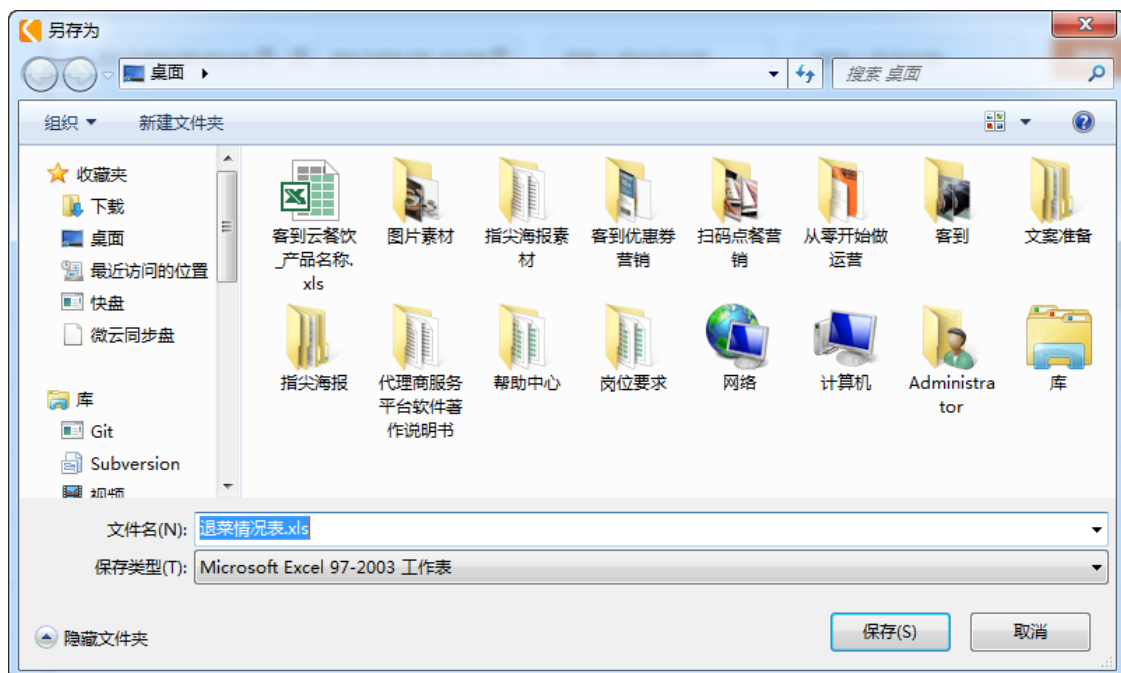 另存为
桌面
搜索 桌面
组织
新建文件夹
收藏夹
下载
桌面
最近访问的位置
快盘
微云同步盘
库
Git
Subversion
视频
客到云餐饮
_产品名称.
xls
图片素材
指尖海报素
材
客到优惠券
营销
扫码点餐营
销
从零开始做
运营
客到
文案准备
指尖海报
代理商服务
平台软件著
作说明书
帮助中心
岗位要求
网络
计算机
Administra
tor
库
文件名(N): 退菜情况表.xls
保存类型(T): Microsoft Excel 97-2003 工作表
隐藏文件夹
保存(S)
取消